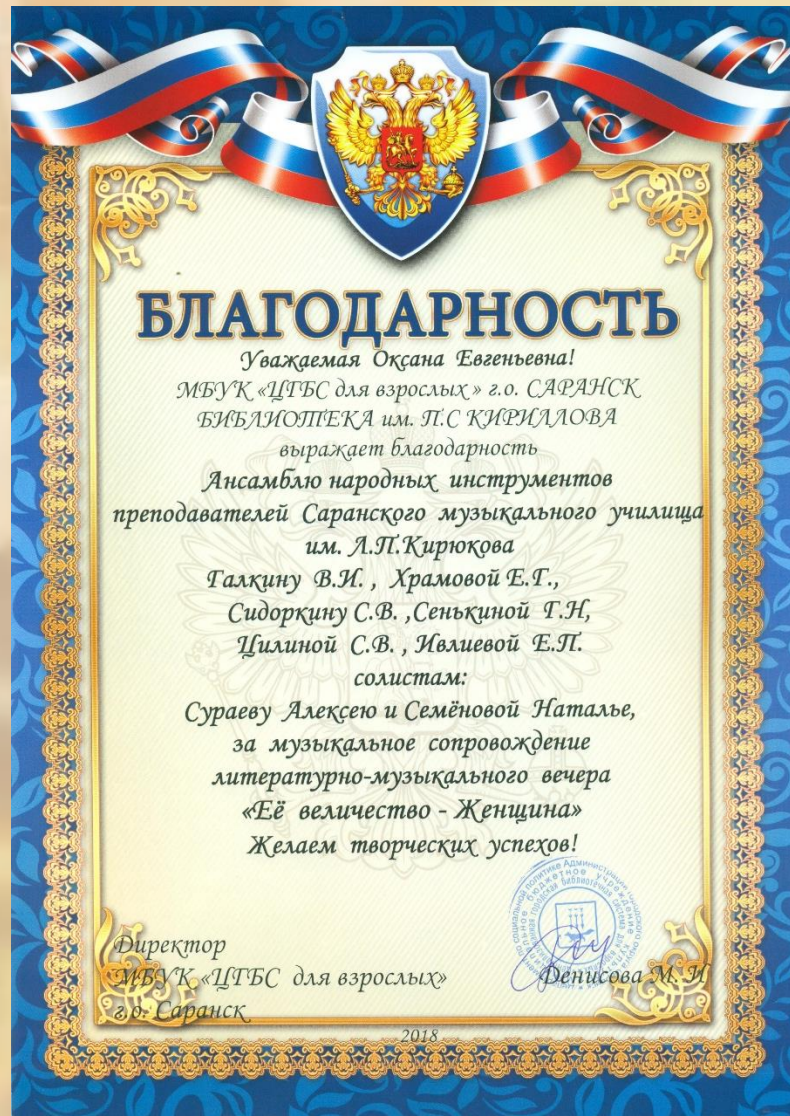 БЛАГОДАРНОСТЬ
Уважаемая Оксана Евгеньевна!
МБУК «ЦГБС для взрослых» г.о. САРАНСК
БИБЛИОТЕКА им. П.С КИРИЛЛОВА
выражает благодарность
Ансамблю народных инструментов
преподавателей Саранского музыкального училища
им. Л.П.Кирюкова
Галкину В.И. , Храмовой Е.Г.,
Сидоркину С.В. ,Сенькиной Г.Н,
Цилиной С.В. , Ивлиевой Е.П.
солистам:
Сураеву Алексею и Семёновой Наталье,
за музыкальное сопровождение
литературно-музыкального вечера
«Её величество - Женщина»
Желаем творческих успехов!
Директор
МБУК «ЦГБС для взрослых» Денисова М. И
г.о. Саранск
2018